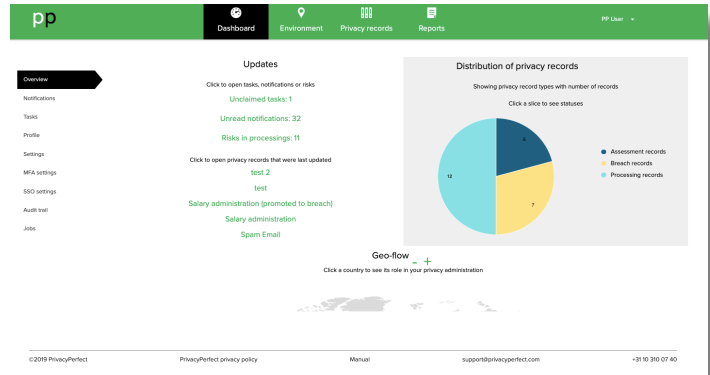 pp
Dashboard
Environment
Privacy records
Reports
PP User
Overview
Notifications
Tasks
Profile
Settings
MFA settings
SSO settings
Audit trail
Jobs
Updates
Click to open tasks, notifications or risks
Unclaimed tasks: 1
Unread notifications: 32
Risks in processings: 11
Click to open privacy records that were last updated
test 2
test
Salary administration (promoted to breach)
Salary administration
Spam Email
Distribution of privacy records
Showing privacy record types with number of records
Click a slice to see statuses
12
7
Assessment records
Breach records
Processing records
Geo-flow
- +
Click a country to see its role in your privacy administration
©2019 PrivacyPerfect
PrivacyPerfect privacy policy
Manual
support@privacyperfect.com
+31 10 310 07 40